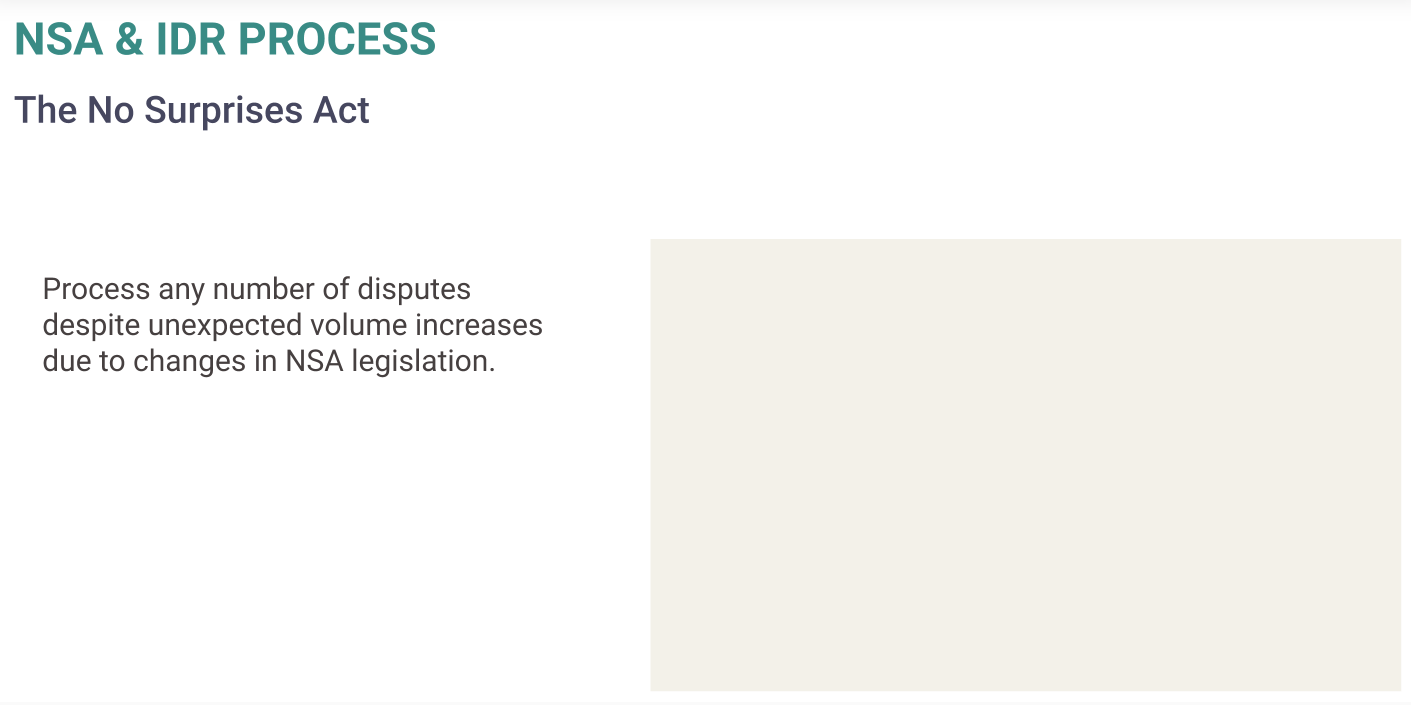 NSA & IDR PROCESS
The No Surprises Act
Process any number of disputes
despite unexpected volume increases
due to changes in NSA legislation.